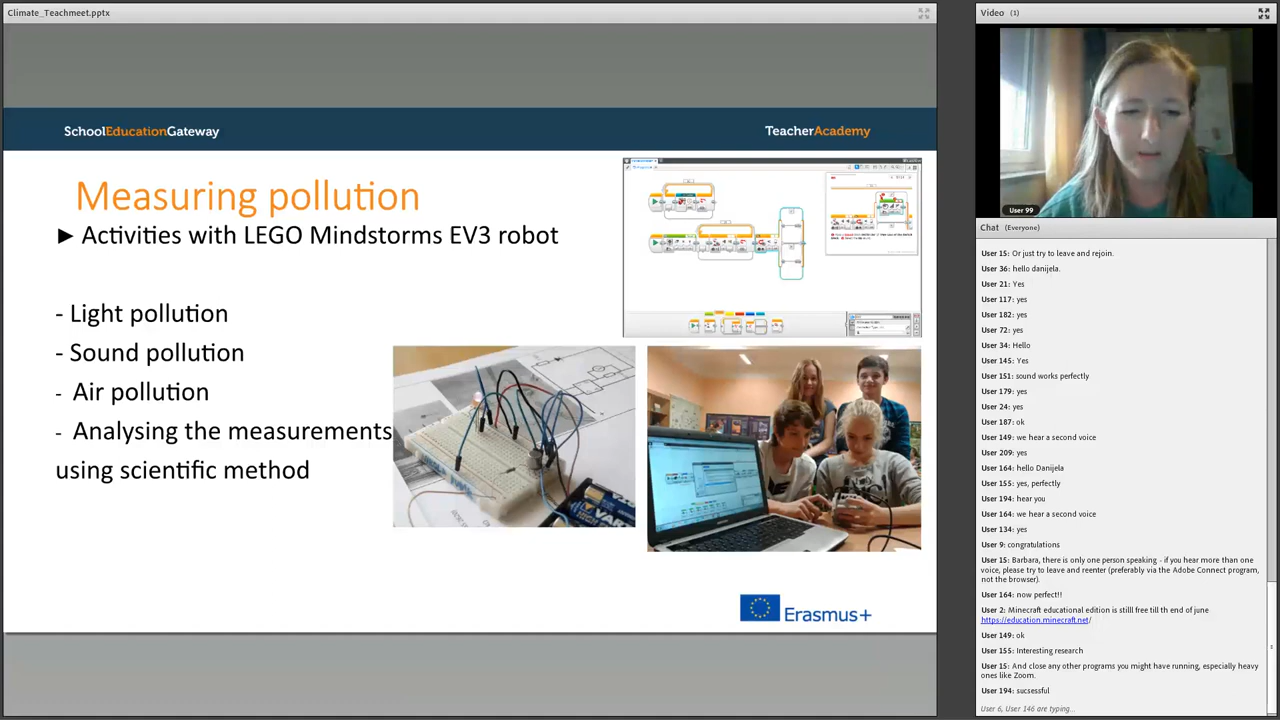 Climate_Teachmeet.pptx
SchoolEducationGateway
TeacherAcademy
Measuring pollution
► Activities with LEGO Mindstorms EV3 robot
- Light pollution
- Sound pollution
- Air pollution
- Analysing the measurements
using scientific method
VARTA
Erasmus+
Video (1)
User 99
Chat (Everyone)
User 15: Or just try to leave and rejoin.
User 36: hello danijela.
User 21: Yes
User 117: yes
User 182: yes
User 72: yes
User 34: Hello
User 145: Yes
User 151: sound works perfectly
User 179: yes
User 24: yes
User 187: ok
User 149: we hear a second voice
User 209: yes
User 164: hello Danijela
User 155: yes, perfectly
User 194: hear you
User 164: we hear a second voice
User 134: yes
User 9: congratulations
User 15: Barbara, there is only one person speaking - if you hear more than one
voice, please try to leave and reenter (preferably via the Adobe Connect program,
not the browser).
User 164: now perfect!!
User 2: Minecraft educational edition is stilll free till th end of june
https://education.minecraft.net/
User 149: ok
User 155: Interesting research
User 15: And close any other programs you might have running, especially heavy
ones like Zoom.
User 194: sucsessful
User 6, User 146 are typing...